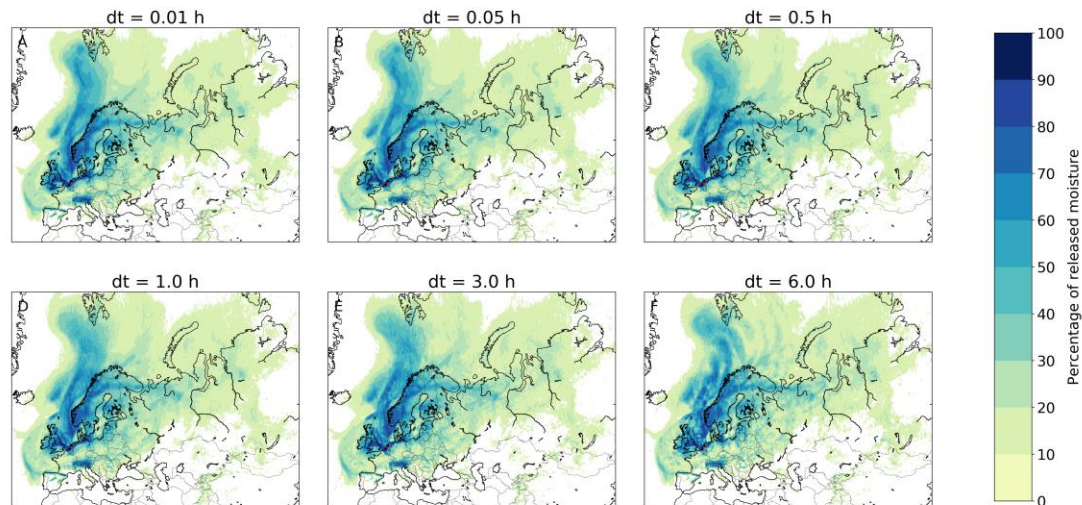 dt = 0.01 h
dt = 0.05 h
dt = 0.5 h
A
B
C
dt = 1.0 h
dt = 3.0 h
dt = 6.0 h
D
E
F
100
90
80
70
60
50
40
30
20
10
0
Percentage of released moisture